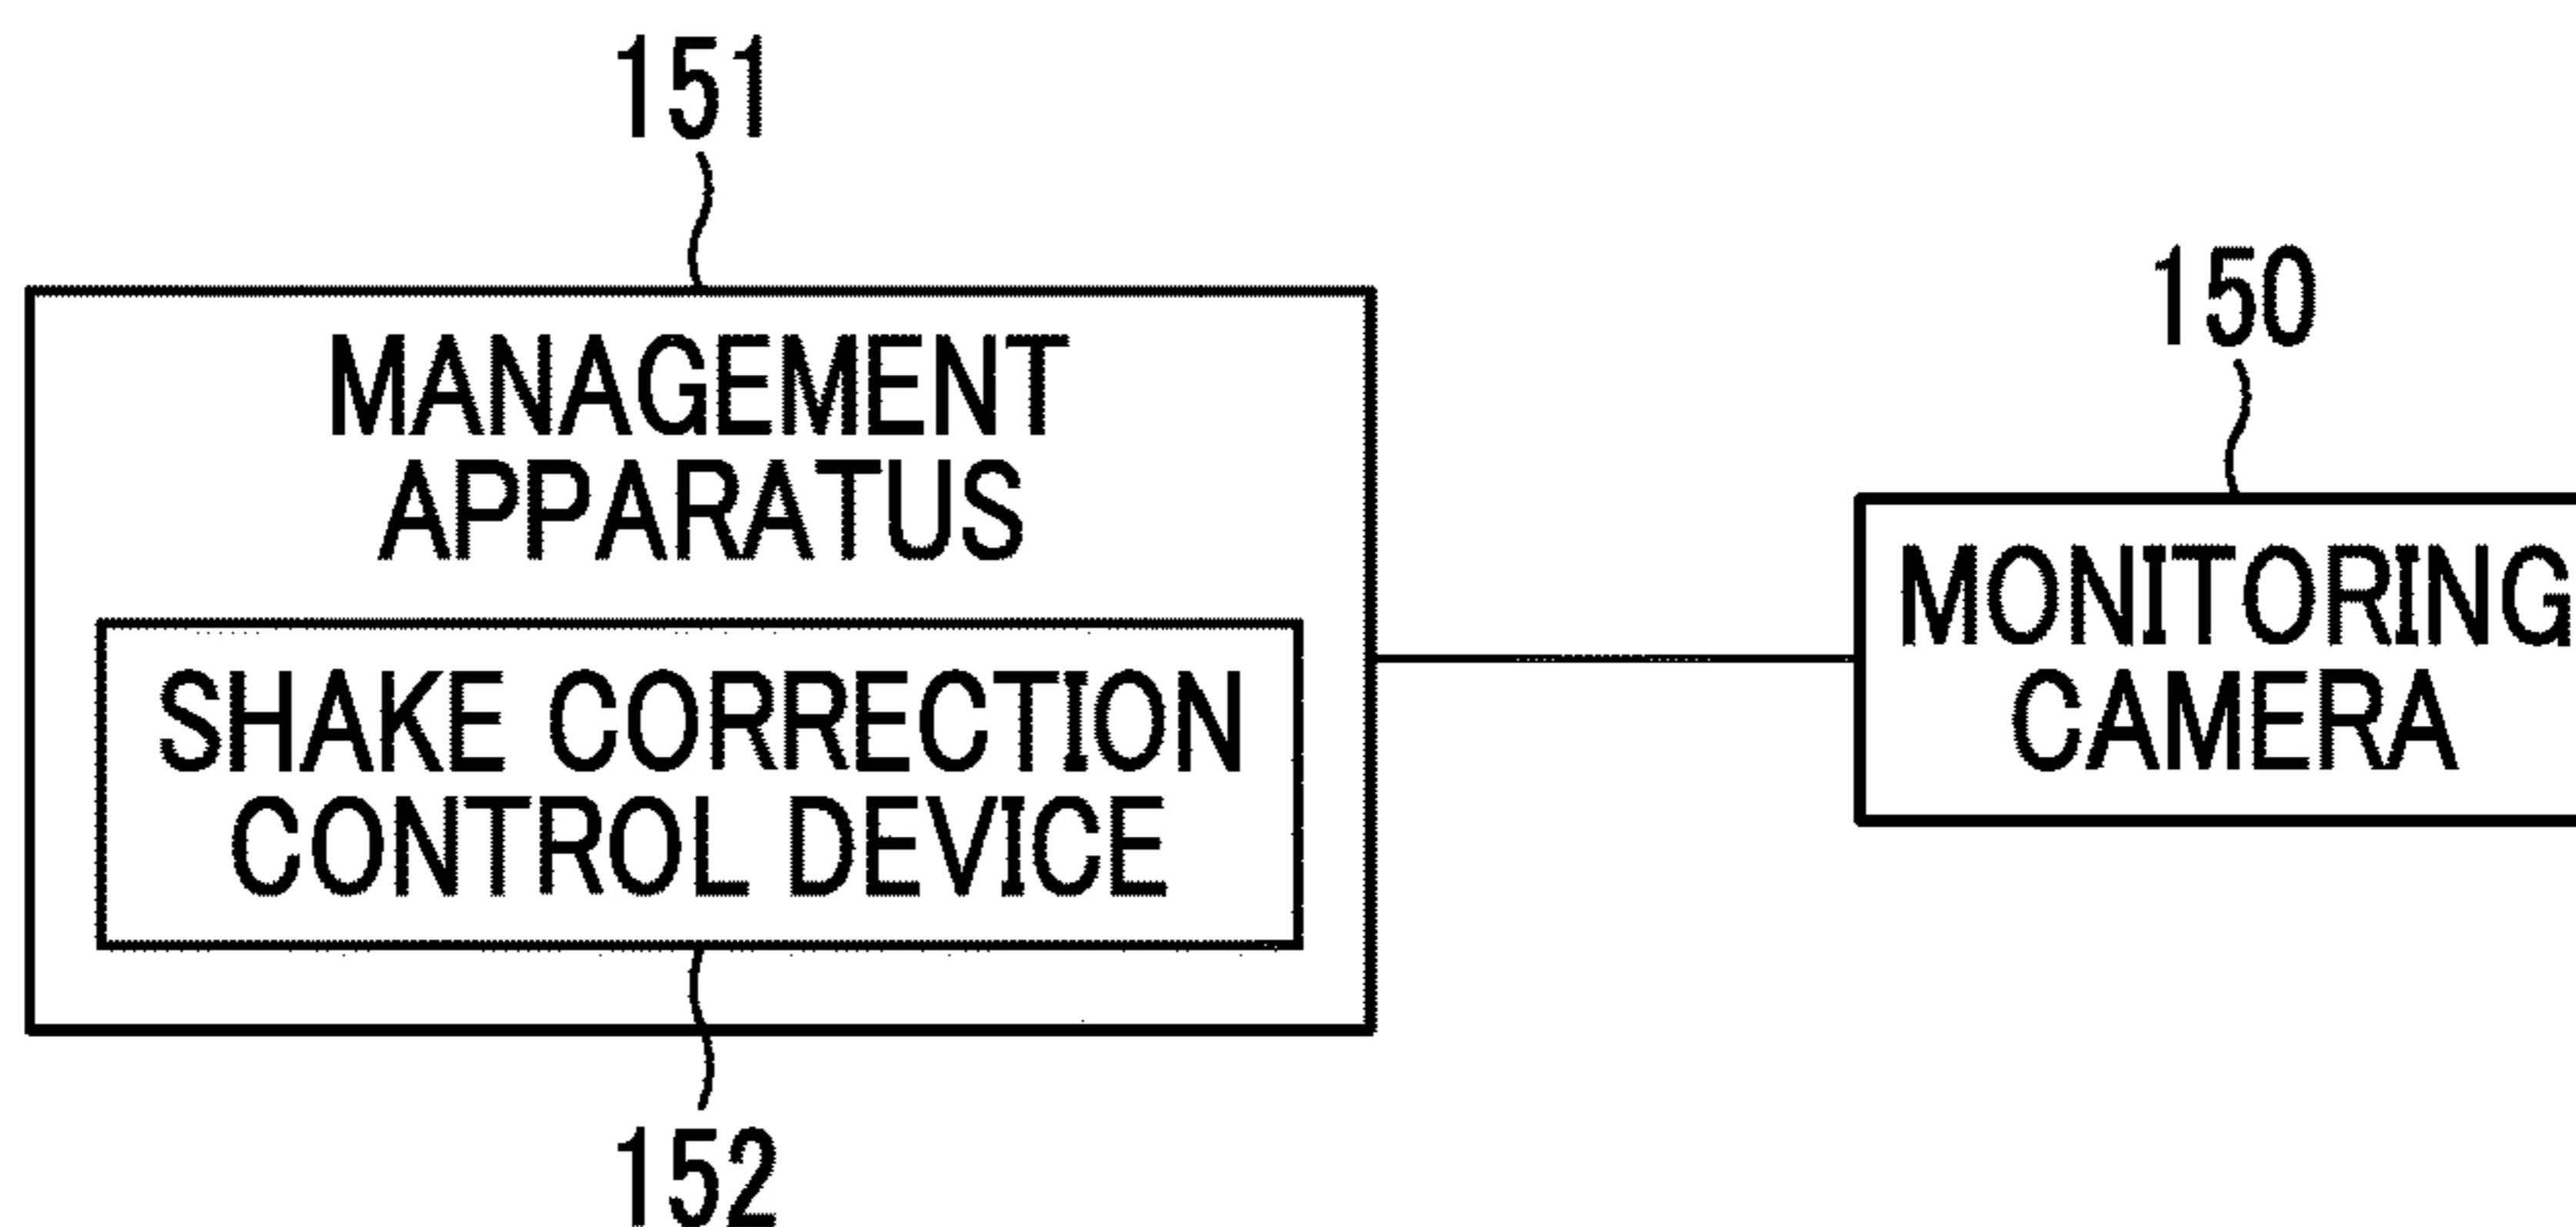 151
MANAGEMENT
APPARATUS
SHAKE CORRECTION
CONTROL DEVICE
152
150
MONITORING
CAMERA